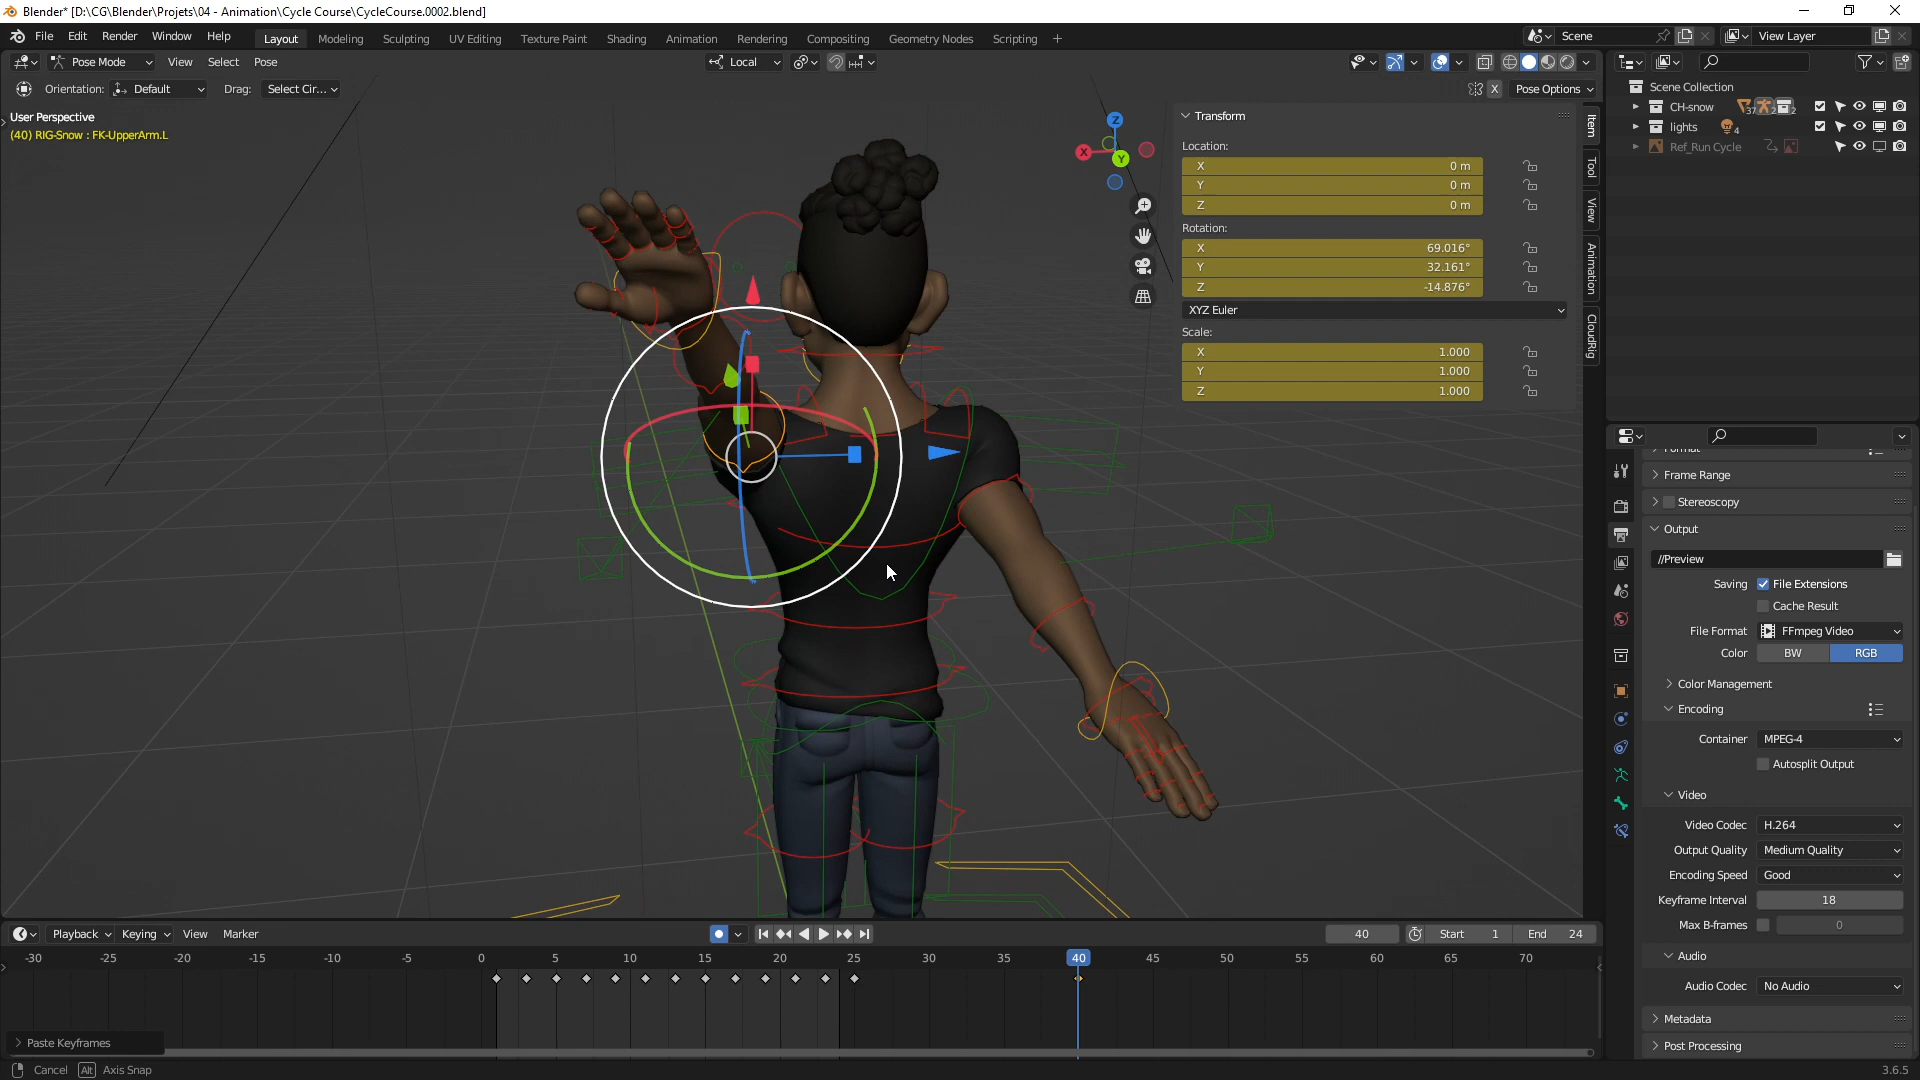 Blender* [D:\CG\Blender\Projets\04 - Animation\Cycle Course\CycleCourse.0002.blend]
File Edit Render Window Help Layout Modeling Sculpting UV Editing Texture Paint Shading Animation Rendering Compositing Geometry Nodes Scripting + Scene View Layer
Pose Mode View Select Pose Local
Orientation: Default Drag: Select Cir... X Pose Options
User Perspective
(40) RIG-Snow : FK-UpperArm.L
Z
X
Y
Transform
Location:
X 0 m
Y 0 m
Z 0 m
Rotation:
X 69.016°
Y 32.161°
Z -14.876°
XYZ Euler
Scale:
X 1.000
Y 1.000
Z 1.000
Item
Tool
View
Animation
CloudRig
Scene Collection
CH-snow 37 2 2
lights 4
Ref_Run Cycle
Format
Frame Range
Stereoscopy
Output
//Preview
Saving File Extensions
Cache Result
File Format FFmpeg Video
Color BW RGB
Color Management
Encoding
Container MPEG-4
Autosplit Output
Video
Video Codec H.264
Output Quality Medium Quality
Encoding Speed Good
Keyframe Interval 18
Max B-frames 0
Audio
Audio Codec No Audio
Metadata
Post Processing
Playback Keying View Marker 40 Start 1 End 24
-30 -25 -20 -15 -10 -5 0 5 10 15 20 25 30 35 40 45 50 55 60 65 70
Paste Keyframes
Cancel Alt Axis Snap 3.6.5